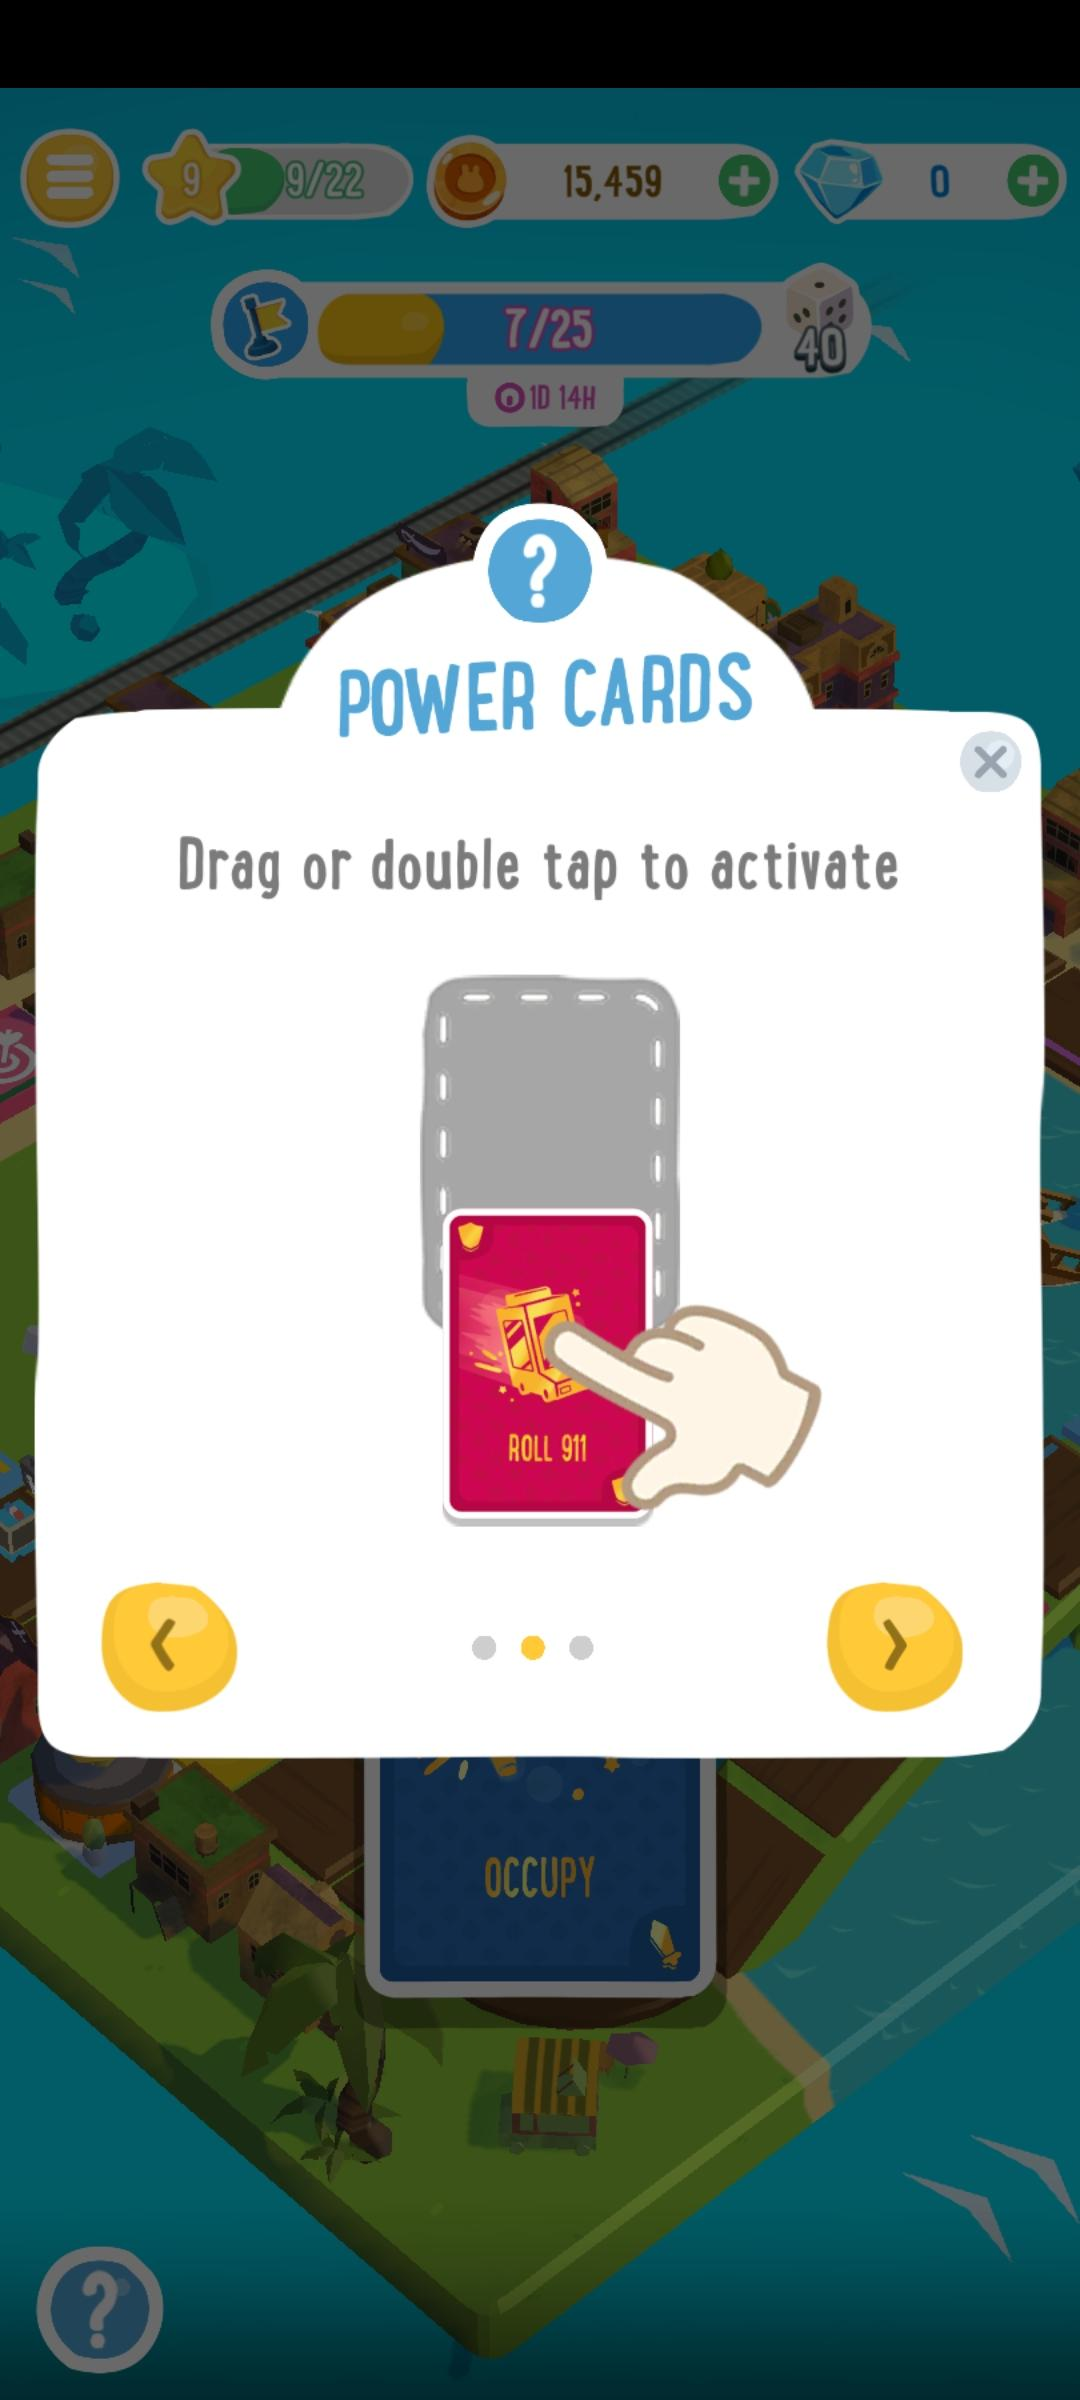 9
9/22
15,459
0
7/25
40
1D 14H
?
POWER CARDS
Drag or double tap to activate
ROLL 911
OCCUPY
?